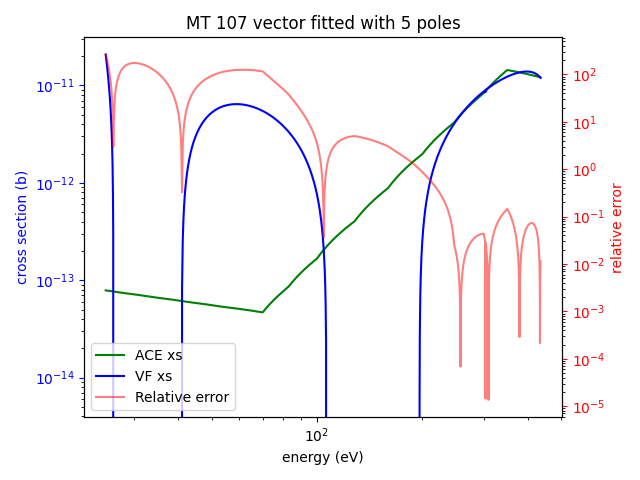 MT 107 vector fitted with 5 poles
cross section (b)
10⁻¹¹
10⁻¹²
10⁻¹³
10⁻¹⁴
10²
10¹
10⁰
10⁻¹
10⁻²
10⁻³
10⁻⁴
10⁻⁵
relative error
ACE xs
VF xs
Relative error
10²
energy (eV)